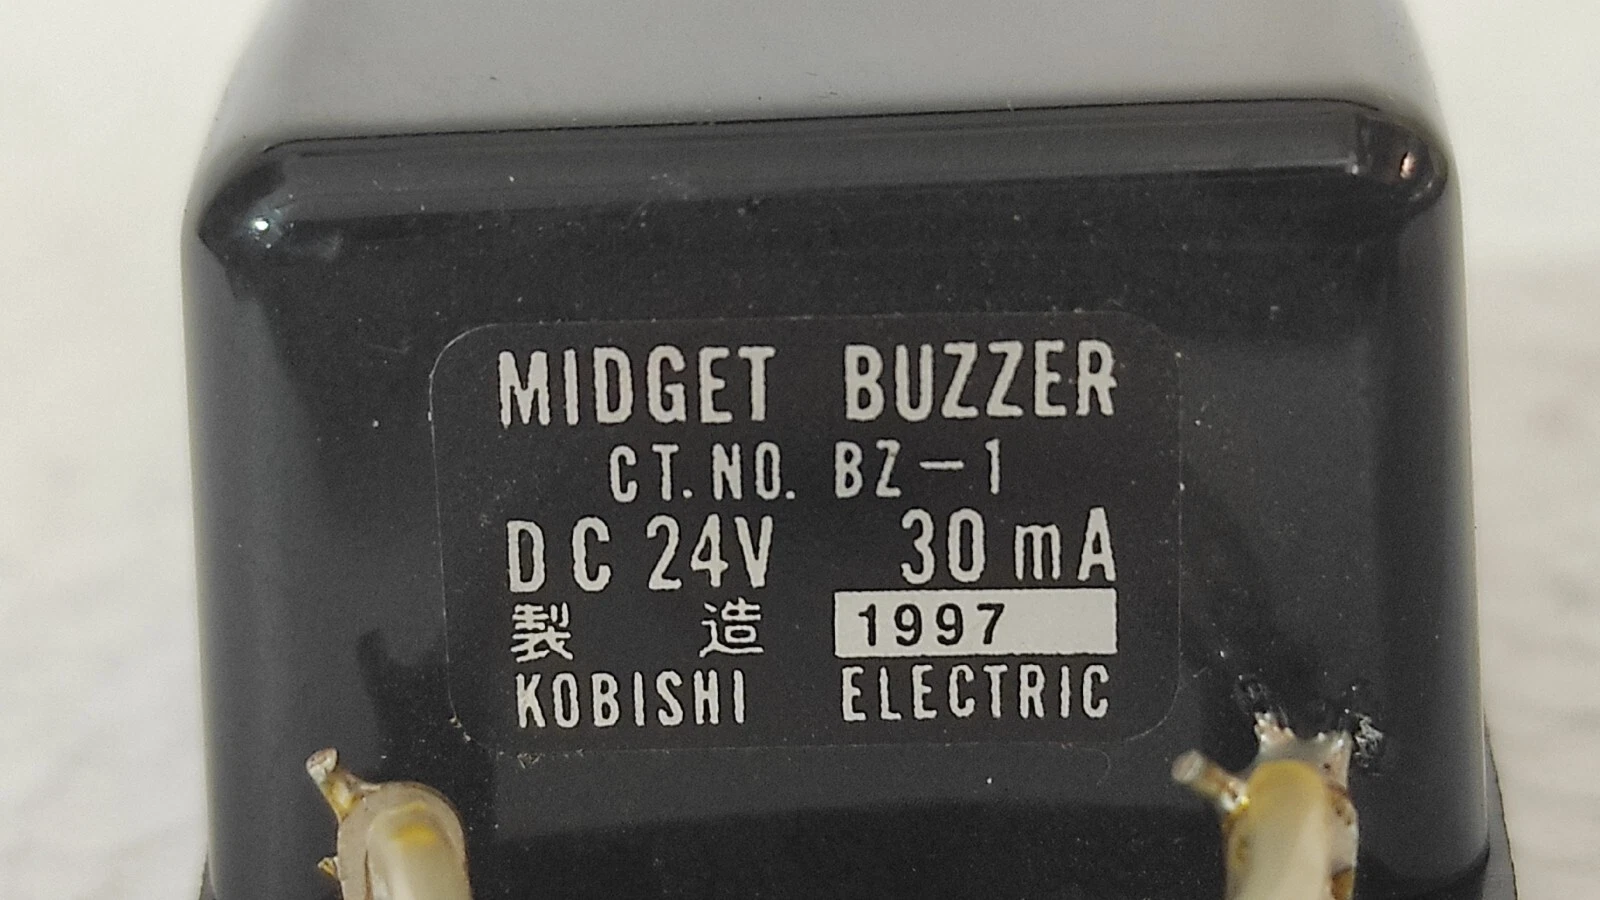 MIDGET BUZZER
CT.NO. BZ-1
DC 24V 30mA
製造 1997
KOBISHI ELECTRIC